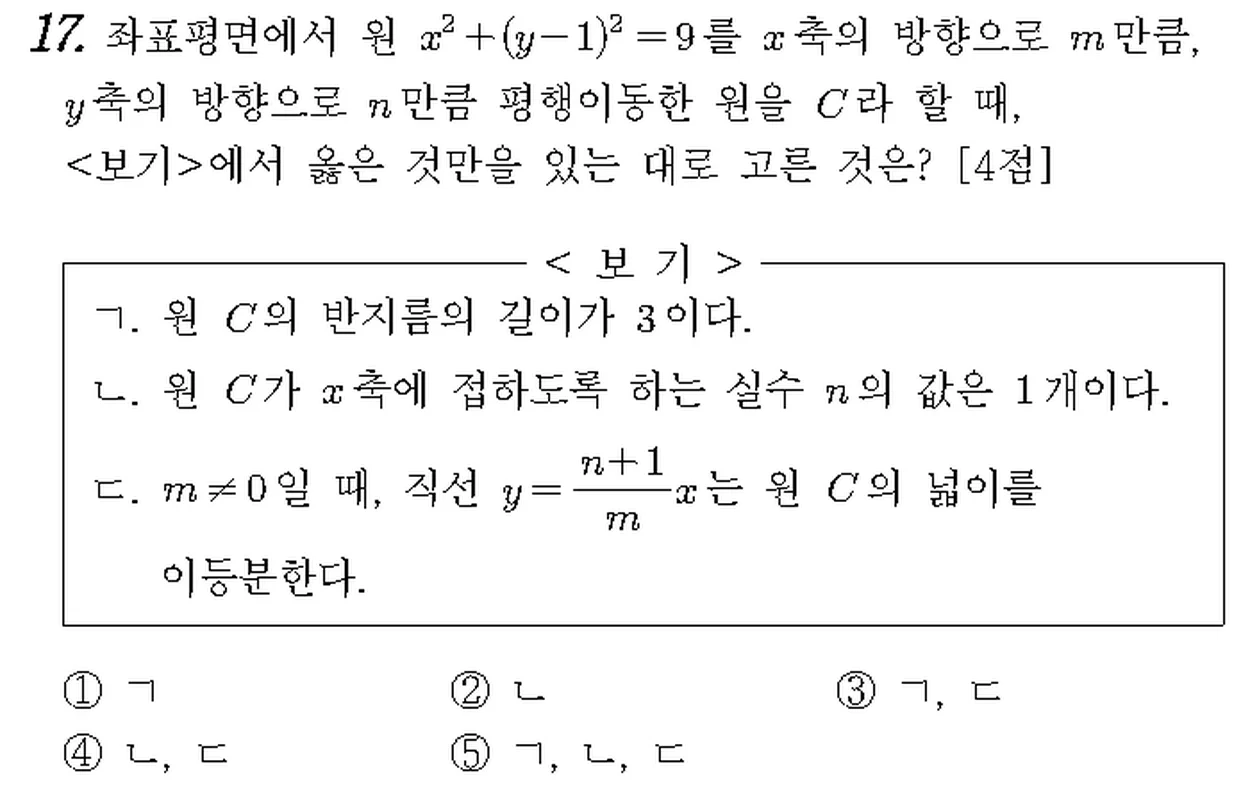 17. 좌표평면에서 원 x²+(y−1)²=9를 x축의 방향으로 m만큼,
y축의 방향으로 n만큼 평행이동한 원을 C라 할 때,
<보기>에서 옳은 것만을 있는 대로 고른 것은? [4점]
< 보 기 >
ㄱ. 원 C의 반지름의 길이가 3이다.
ㄴ. 원 C가 x축에 접하도록 하는 실수 n의 값은 1개이다.
ㄷ. m≠0일 때, 직선 y=\frac{n+1}{m}x는 원 C의 넓이를
이등분한다.
① ㄱ ② ㄴ ③ ㄱ, ㄷ
④ ㄴ, ㄷ ⑤ ㄱ, ㄴ, ㄷ